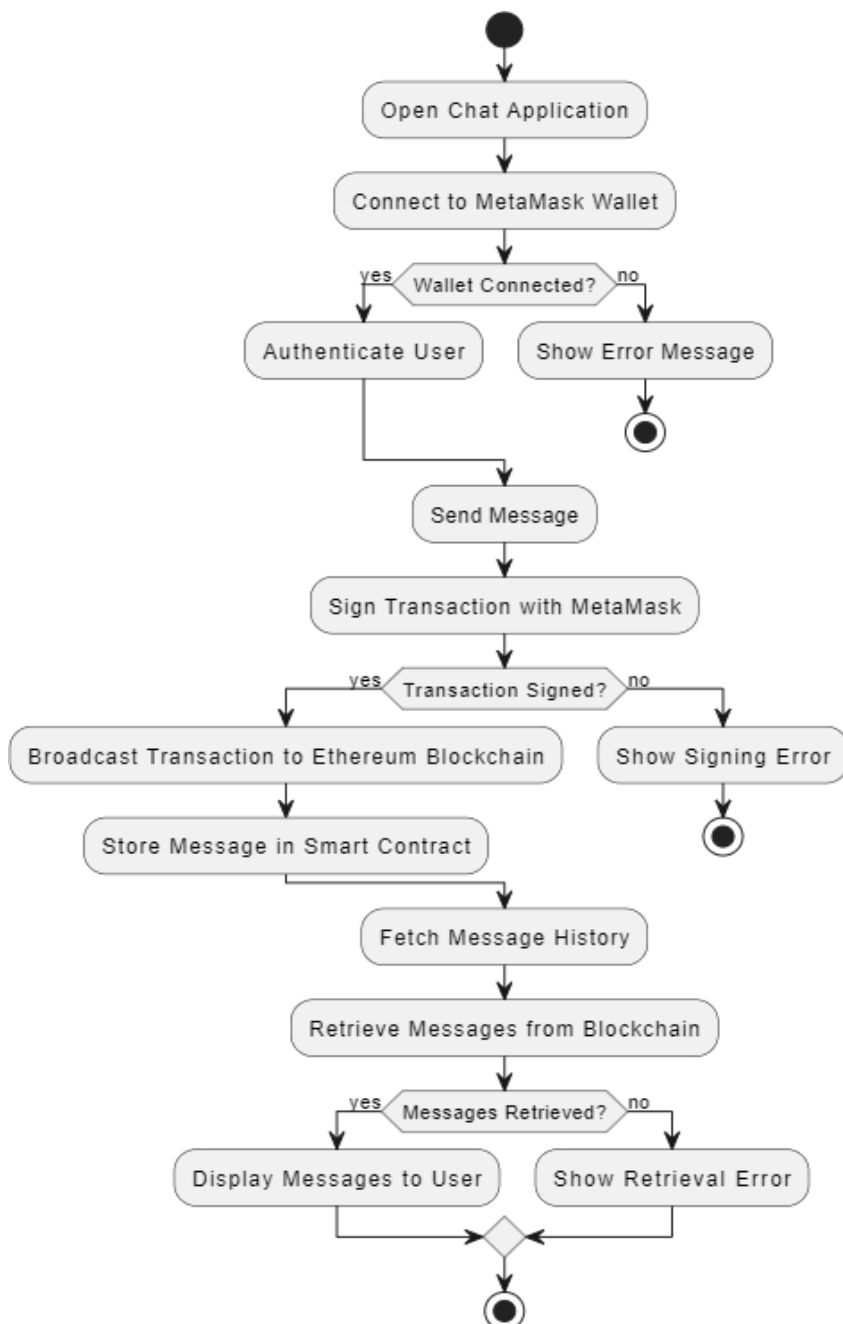 Open Chat Application
Connect to MetaMask Wallet
yes
Wallet Connected?
no
Authenticate User
Show Error Message
Send Message
Sign Transaction with MetaMask
yes
Transaction Signed?
no
Broadcast Transaction to Ethereum Blockchain
Show Signing Error
Store Message in Smart Contract
Fetch Message History
Retrieve Messages from Blockchain
yes
Messages Retrieved?
no
Display Messages to User
Show Retrieval Error